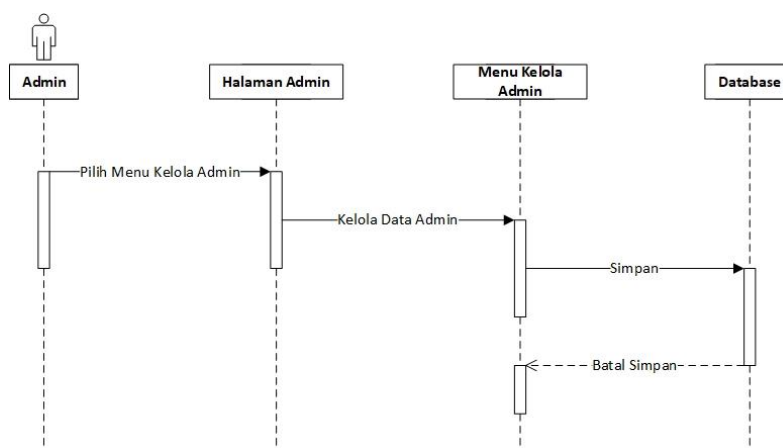 Admin
Halaman Admin
Menu Kelola
Admin
Database
Pilih Menu Kelola Admin
Kelola Data Admin
Simpan
Batal Simpan